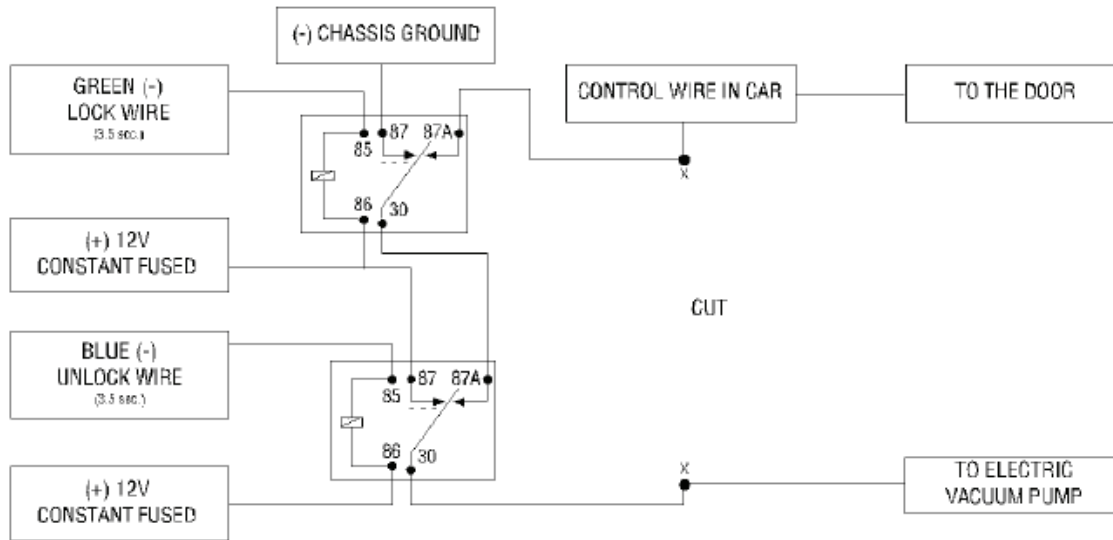 (-) CHASSIS GROUND
GREEN (-)
LOCK WIRE
(3.5 sec.)
CONTROL WIRE IN CAR
TO THE DOOR
87
87A
85
X
86
30
(+) 12V
CONSTANT FUSED
CUT
BLUE (-)
UNLOCK WIRE
(3.5 sec.)
87
87A
85
86
30
X
(+) 12V
CONSTANT FUSED
TO ELECTRIC
VACUUM PUMP